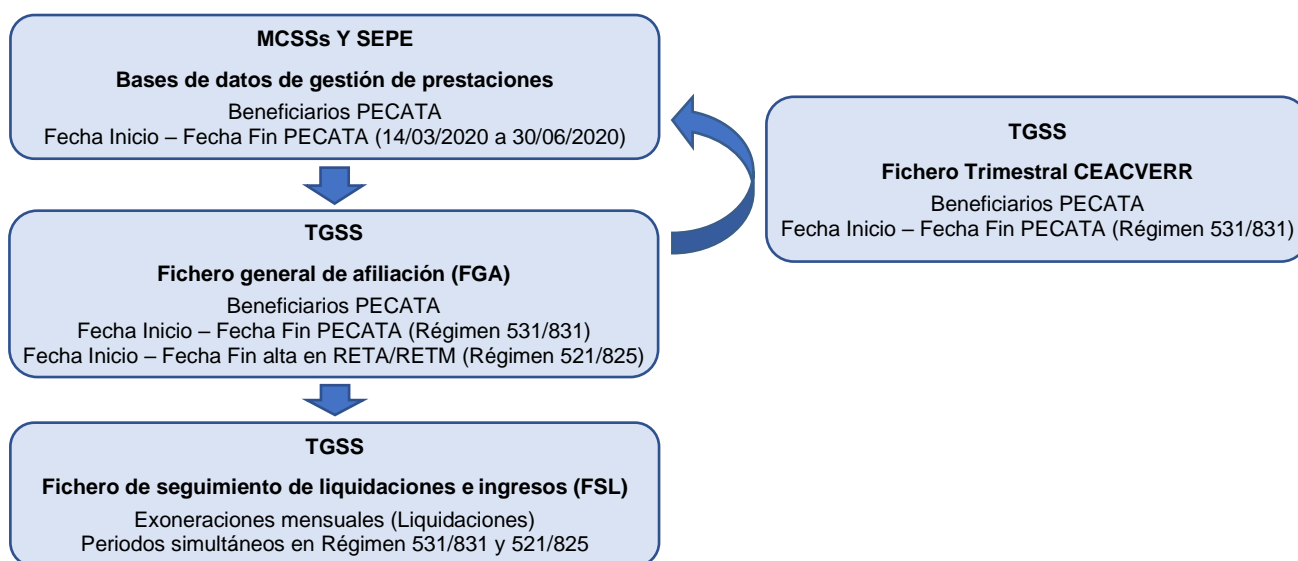 MCSSs Y SEPE
Bases de datos de gestión de prestaciones
Beneficiarios PECATA
Fecha Inicio – Fecha Fin PECATA (14/03/2020 a 30/06/2020)
TGSS
Fichero Trimestral CEACVERR
Beneficiarios PECATA
Fecha Inicio – Fecha Fin PECATA (Régimen 531/831)
TGSS
Fichero general de afiliación (FGA)
Beneficiarios PECATA
Fecha Inicio – Fecha Fin PECATA (Régimen 531/831)
Fecha Inicio – Fecha Fin alta en RETA/RETM (Régimen 521/825)
TGSS
Fichero de seguimiento de liquidaciones e ingresos (FSL)
Exoneraciones mensuales (Liquidaciones)
Periodos simultáneos en Régimen 531/831 y 521/825